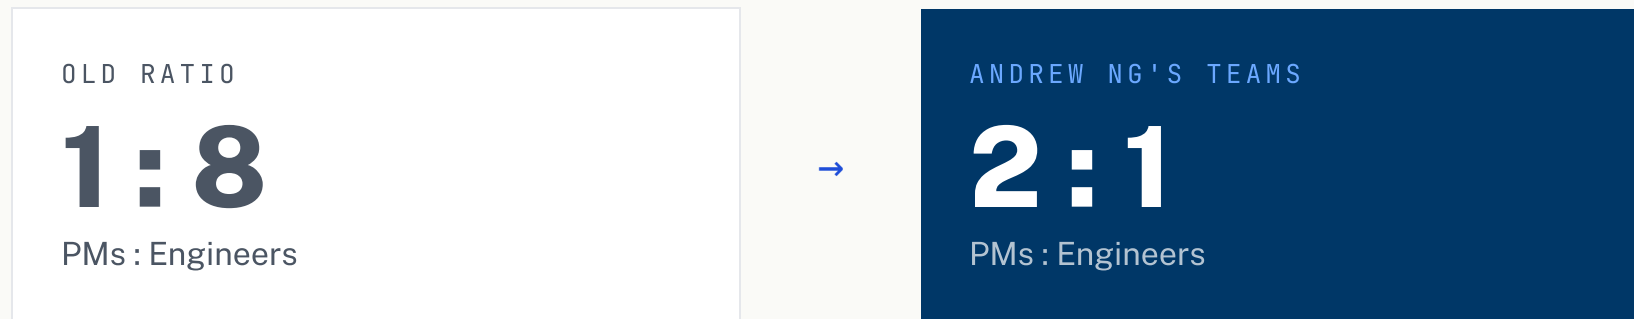 OLD RATIO
1:8
PMs : Engineers
→
ANDREW NG'S TEAMS
2:1
PMs : Engineers